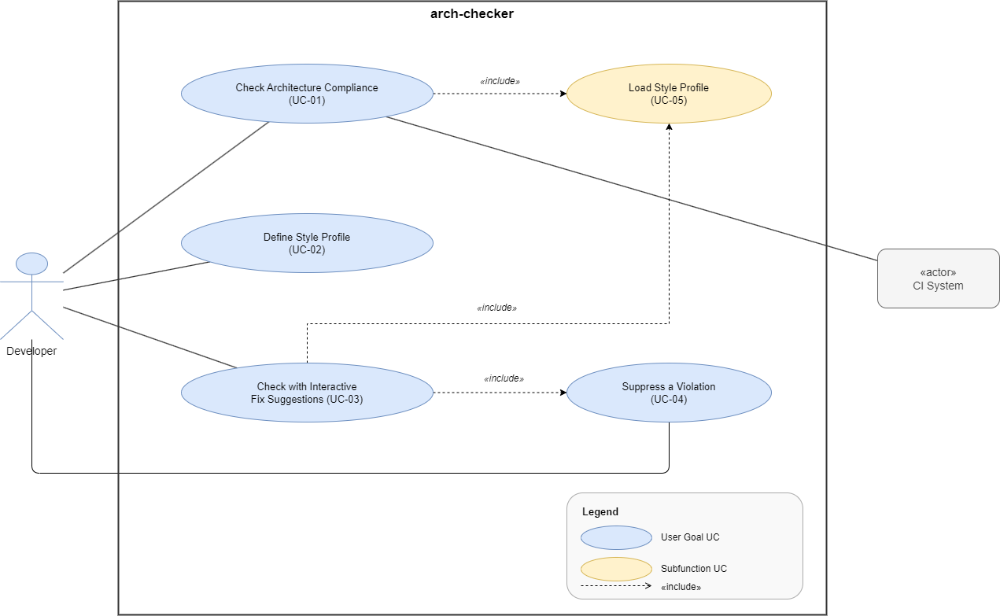 arch-checker
Check Architecture Compliance
(UC-01)
«include»
Load Style Profile
(UC-05)
Define Style Profile
(UC-02)
«actor»
CI System
«include»
Developer
Check with Interactive
Fix Suggestions (UC-03)
«include»
Suppress a Violation
(UC-04)
Legend
User Goal UC
Subfunction UC
«include»